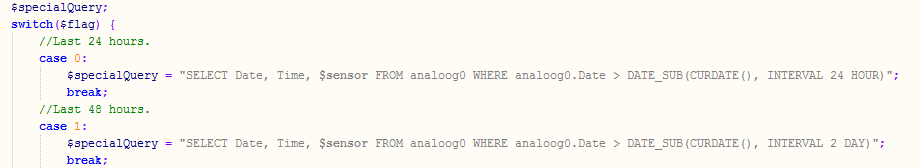 $specialQuery;
switch($flag) {
//Last 24 hours.
case 0:
$specialQuery = "SELECT Date, Time, $sensor FROM analoog0 WHERE analoog0.Date > DATE_SUB(CURDATE(), INTERVAL 24 HOUR)";
break;
//Last 48 hours.
case 1:
$specialQuery = "SELECT Date, Time, $sensor FROM analoog0 WHERE analoog0.Date > DATE_SUB(CURDATE(), INTERVAL 2 DAY)";
break;